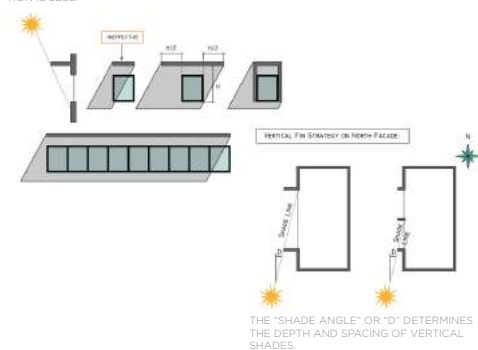 INEFFECTIVE
H/2
H/2
H
VERTICAL FIN STRATEGY ON NORTH FACADE:
N
SHADE LINE
SHADE LINE
D
D
THE "SHADE ANGLE" OR "D" DETERMINES
THE DEPTH AND SPACING OF VERTICAL
SHADES.